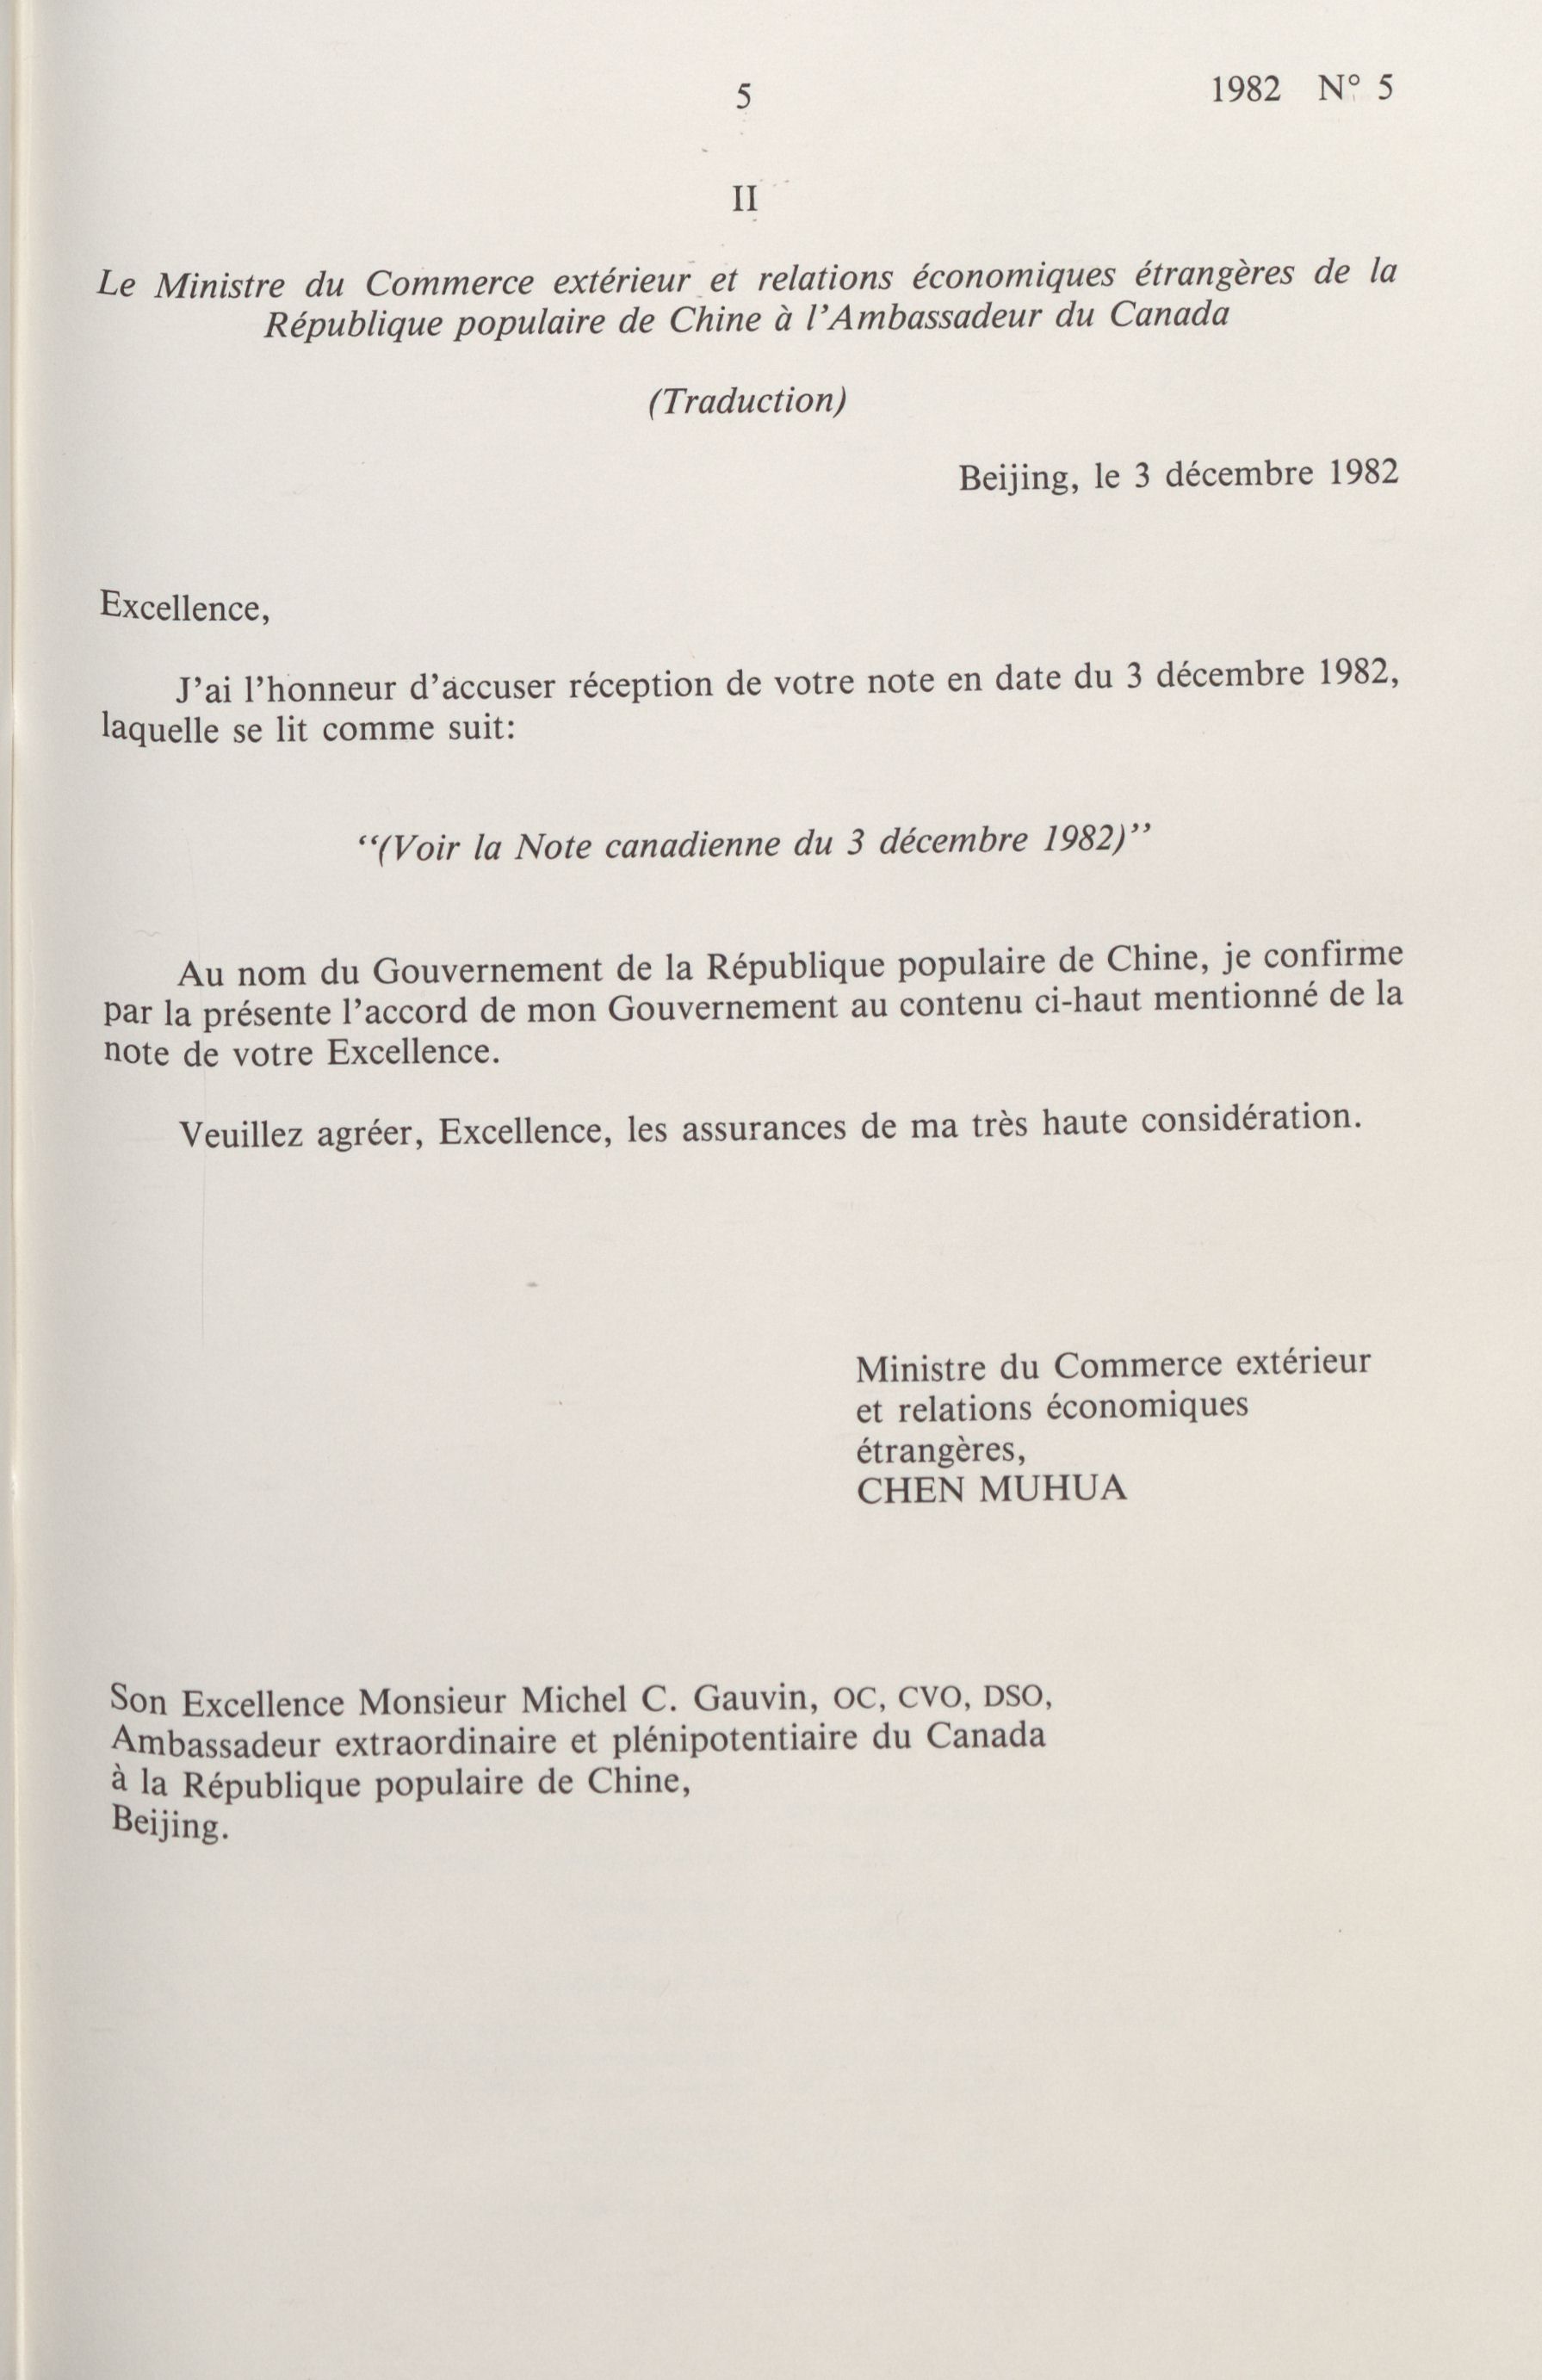 5
1982 N° 5
II
Le Ministre du Commerce extérieur et relations économiques étrangères de la
République populaire de Chine à l'Ambassadeur du Canada
(Traduction)
Beijing, le 3 décembre 1982
Excellence,
J'ai l'honneur d'accuser réception de votre note en date du 3 décembre 1982,
laquelle se lit comme suit:
“(Voir la Note canadienne du 3 décembre 1982)”
Au nom du Gouvernement de la République populaire de Chine, je confirme
par la présente l'accord de mon Gouvernement au contenu ci-haut mentionné de la
note de votre Excellence.
Veuillez agréer, Excellence, les assurances de ma très haute considération.
Ministre du Commerce extérieur
et relations économiques
étrangères,
CHEN MUHUA
Son Excellence Monsieur Michel C. Gauvin, OC, CVO, DSO,
Ambassadeur extraordinaire et plénipotentiaire du Canada
à la République populaire de Chine,
Beijing.